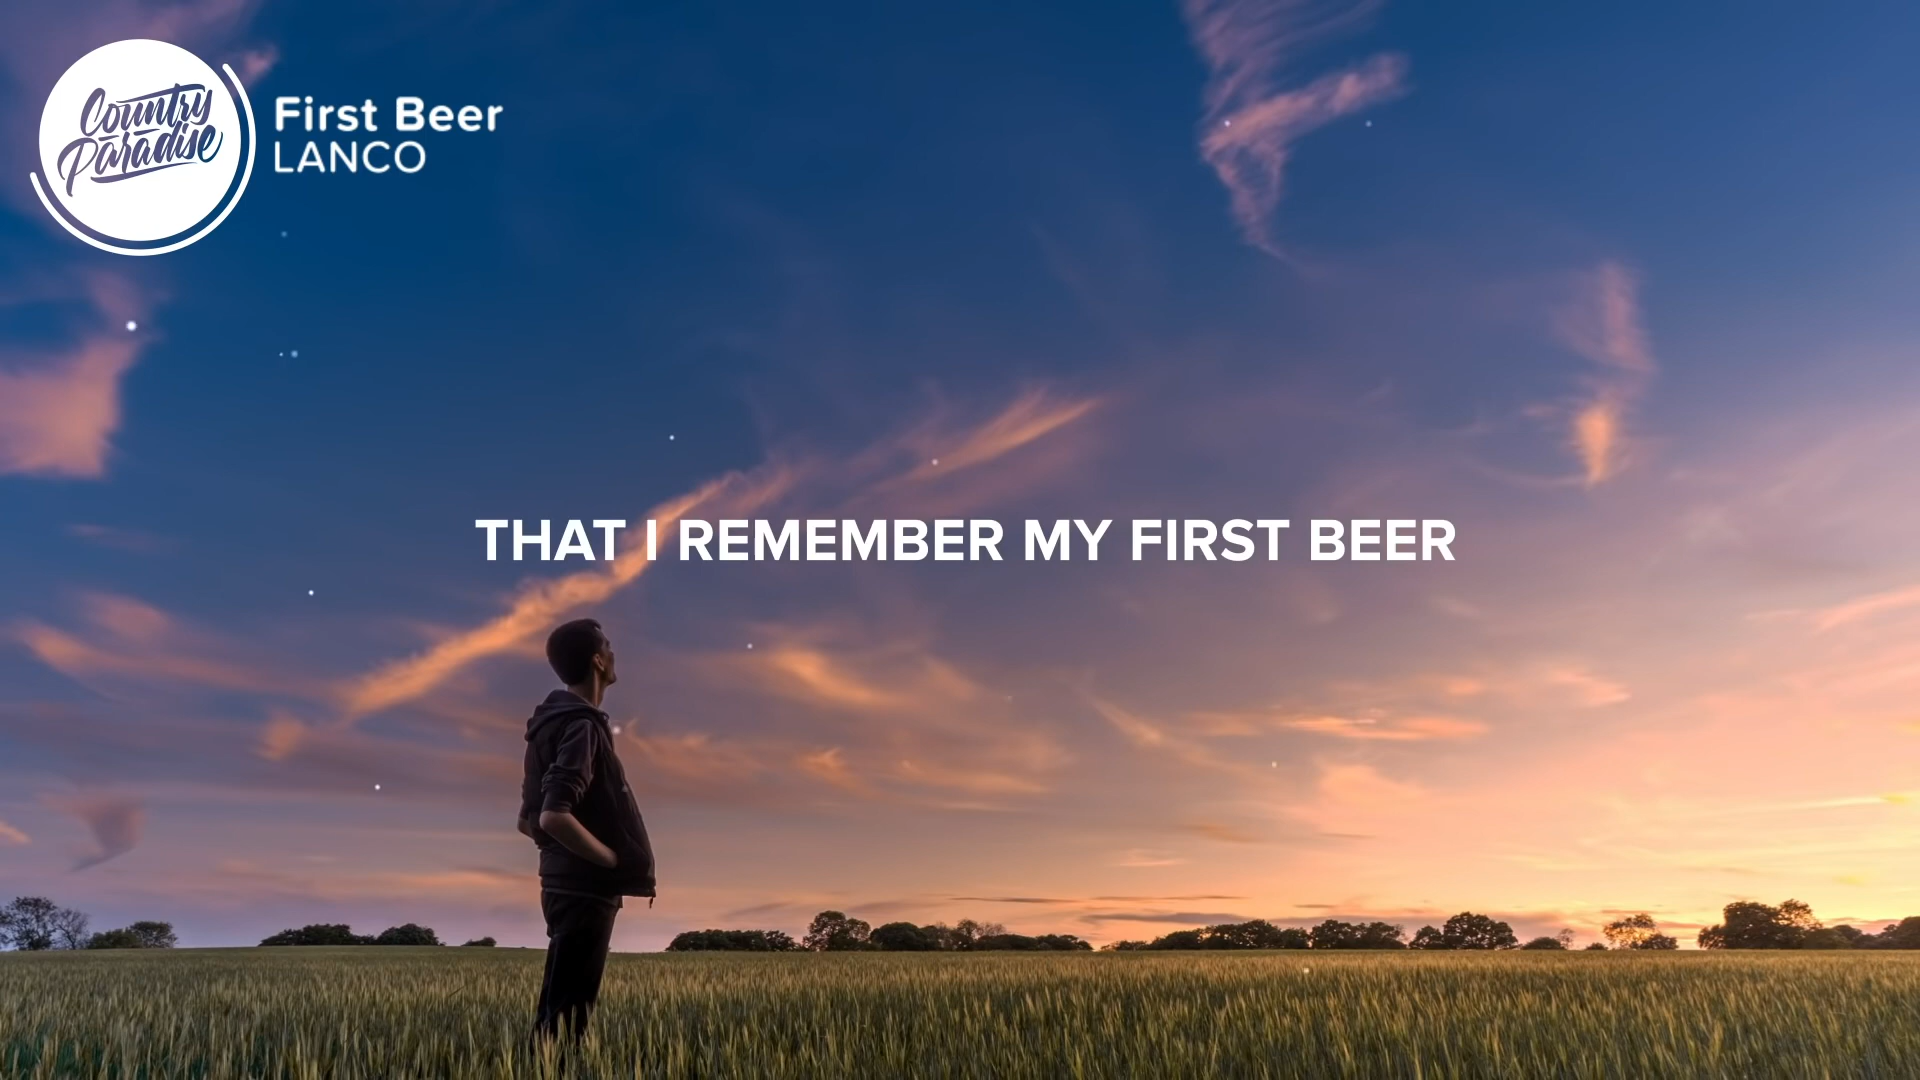 Country
Paradise
First Beer
LANCO
THAT I REMEMBER MY FIRST BEER